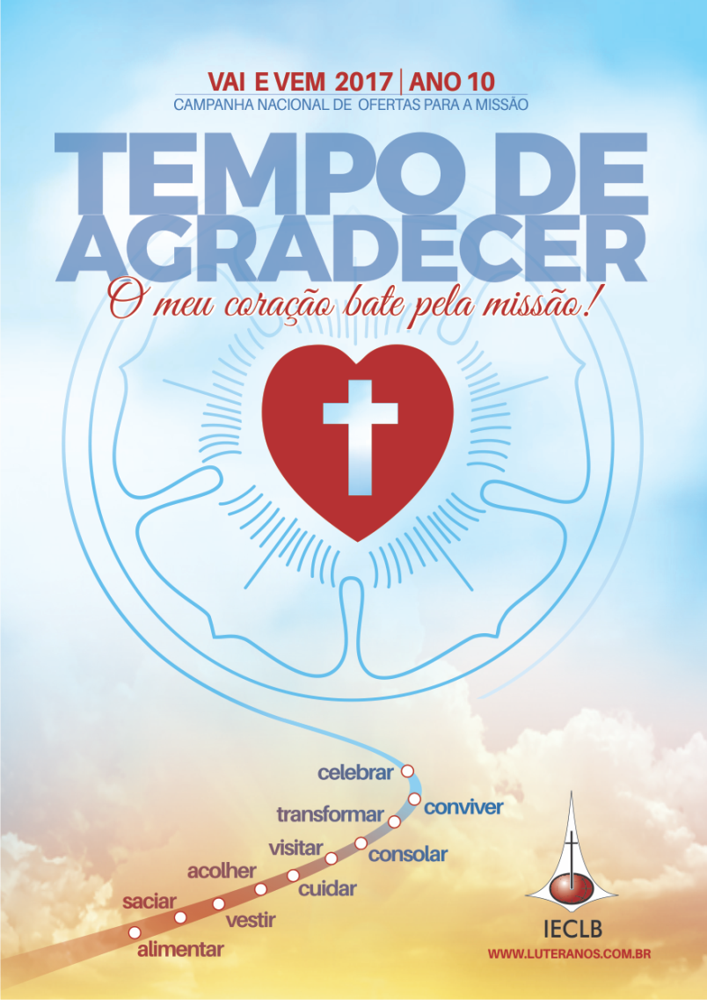 VAI E VEM 2017 | ANO 10
CAMPANHA NACIONAL DE OFERTAS PARA A MISSÃO
TEMPO DE
AGRADECER
O meu coração bate pela missão!
celebrar
conviver
transformar
visitar
consolar
acolher
cuidar
saciar
vestir
alimentar
IECLB
WWW.LUTERANOS.COM.BR